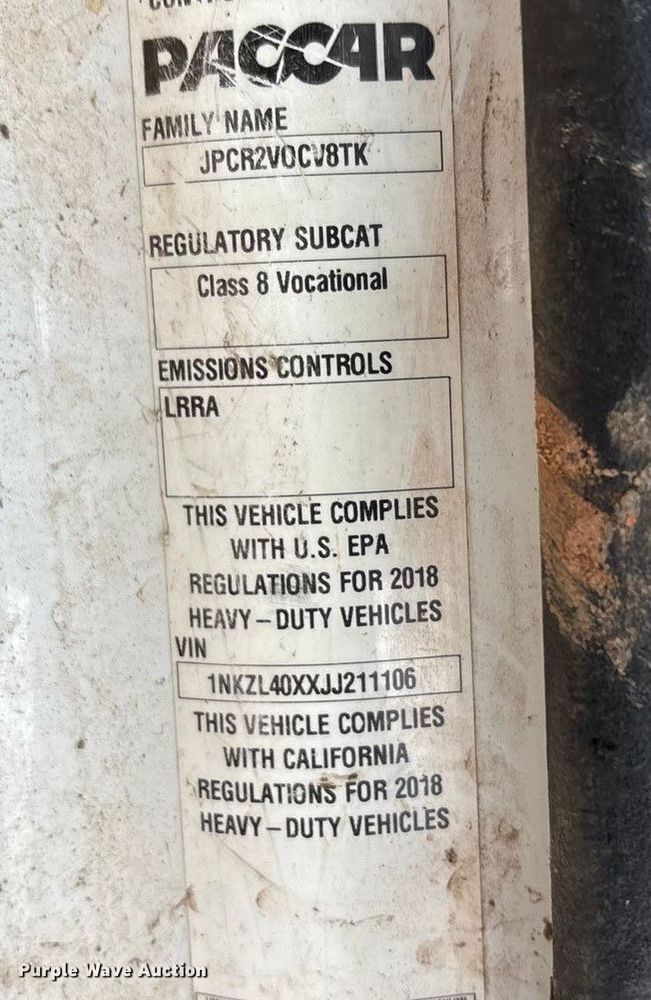 PACCAR
FAMILY NAME
JPCR2VOCV8TK
REGULATORY SUBCAT
Class 8 Vocational
EMISSIONS CONTROLS
LRRA
THIS VEHICLE COMPLIES
WITH U.S. EPA
REGULATIONS FOR 2018
HEAVY-DUTY VEHICLES
VIN
1NKZL40XXJJ211106
THIS VEHICLE COMPLIES
WITH CALIFORNIA
REGULATIONS FOR 2018
HEAVY-DUTY VEHICLES
Purple Wave Auction